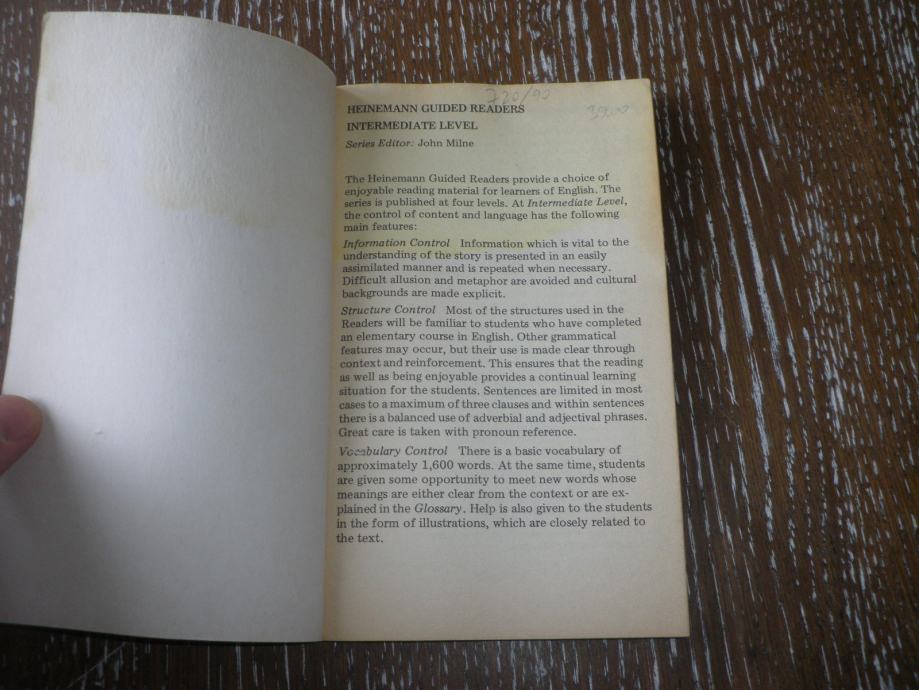 720/90
HEINEMANN GUIDED READERS
INTERMEDIATE LEVEL
Series Editor: John Milne
The Heinemann Guided Readers provide a choice of
enjoyable reading material for learners of English. The
series is published at four levels. At Intermediate Level,
the control of content and language has the following
main features:
Information Control Information which is vital to the
understanding of the story is presented in an easily
assimilated manner and is repeated when necessary.
Difficult allusion and metaphor are avoided and cultural
backgrounds are made explicit.
Structure Control Most of the structures used in the
Readers will be familiar to students who have completed
an elementary course in English. Other grammatical
features may occur, but their use is made clear through
context and reinforcement. This ensures that the reading
as well as being enjoyable provides a continual learning
situation for the students. Sentences are limited in most
cases to a maximum of three clauses and within sentences
there is a balanced use of adverbial and adjectival phrases.
Great care is taken with pronoun reference.
Vocabulary Control There is a basic vocabulary of
approximately 1,600 words. At the same time, students
are given some opportunity to meet new words whose
meanings are either clear from the context or are ex-
plained in the Glossary. Help is also given to the students
in the form of illustrations, which are closely related to
the text.